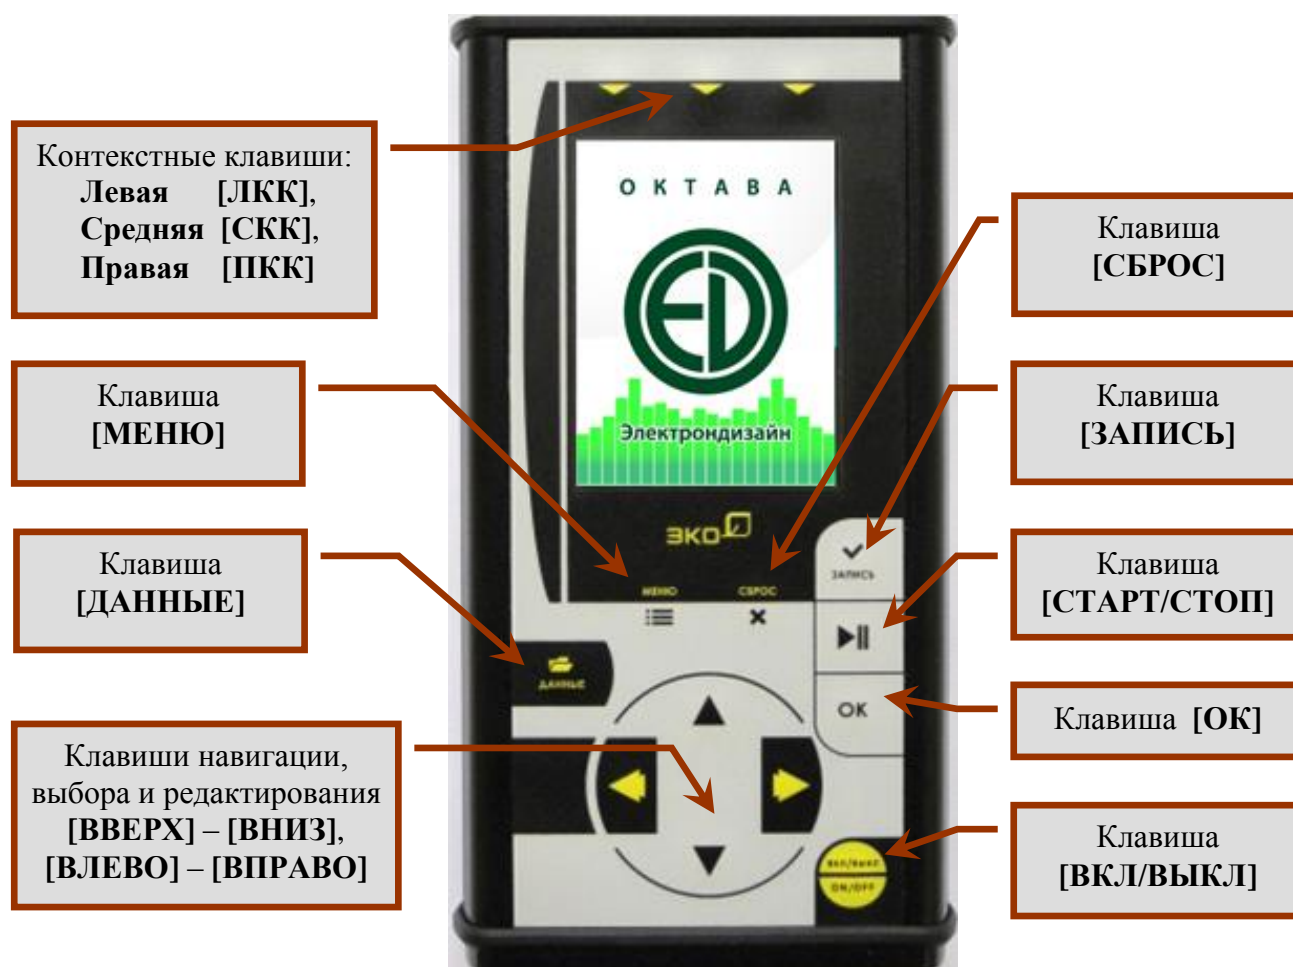 Контекстные клавиши:
Левая [ЛКК],
Средняя [СКК],
Правая [ПКК]
Клавиша
[МЕНЮ]
Клавиша
[ДАННЫЕ]
Клавиши навигации,
выбора и редактирования
[ВВЕРХ] – [ВНИЗ],
[ВЛЕВО] – [ВПРАВО]
ОКТАВА
Электрондизайн
ЭКО
МЕНЮ
СБРОС
ЗАПИСЬ
ДАННЫЕ
OK
ВКЛ/ВЫКЛ
ON/OFF
Клавиша
[СБРОС]
Клавиша
[ЗАПИСЬ]
Клавиша
[СТАРТ/СТОП]
Клавиша [ОК]
Клавиша
[ВКЛ/ВЫКЛ]